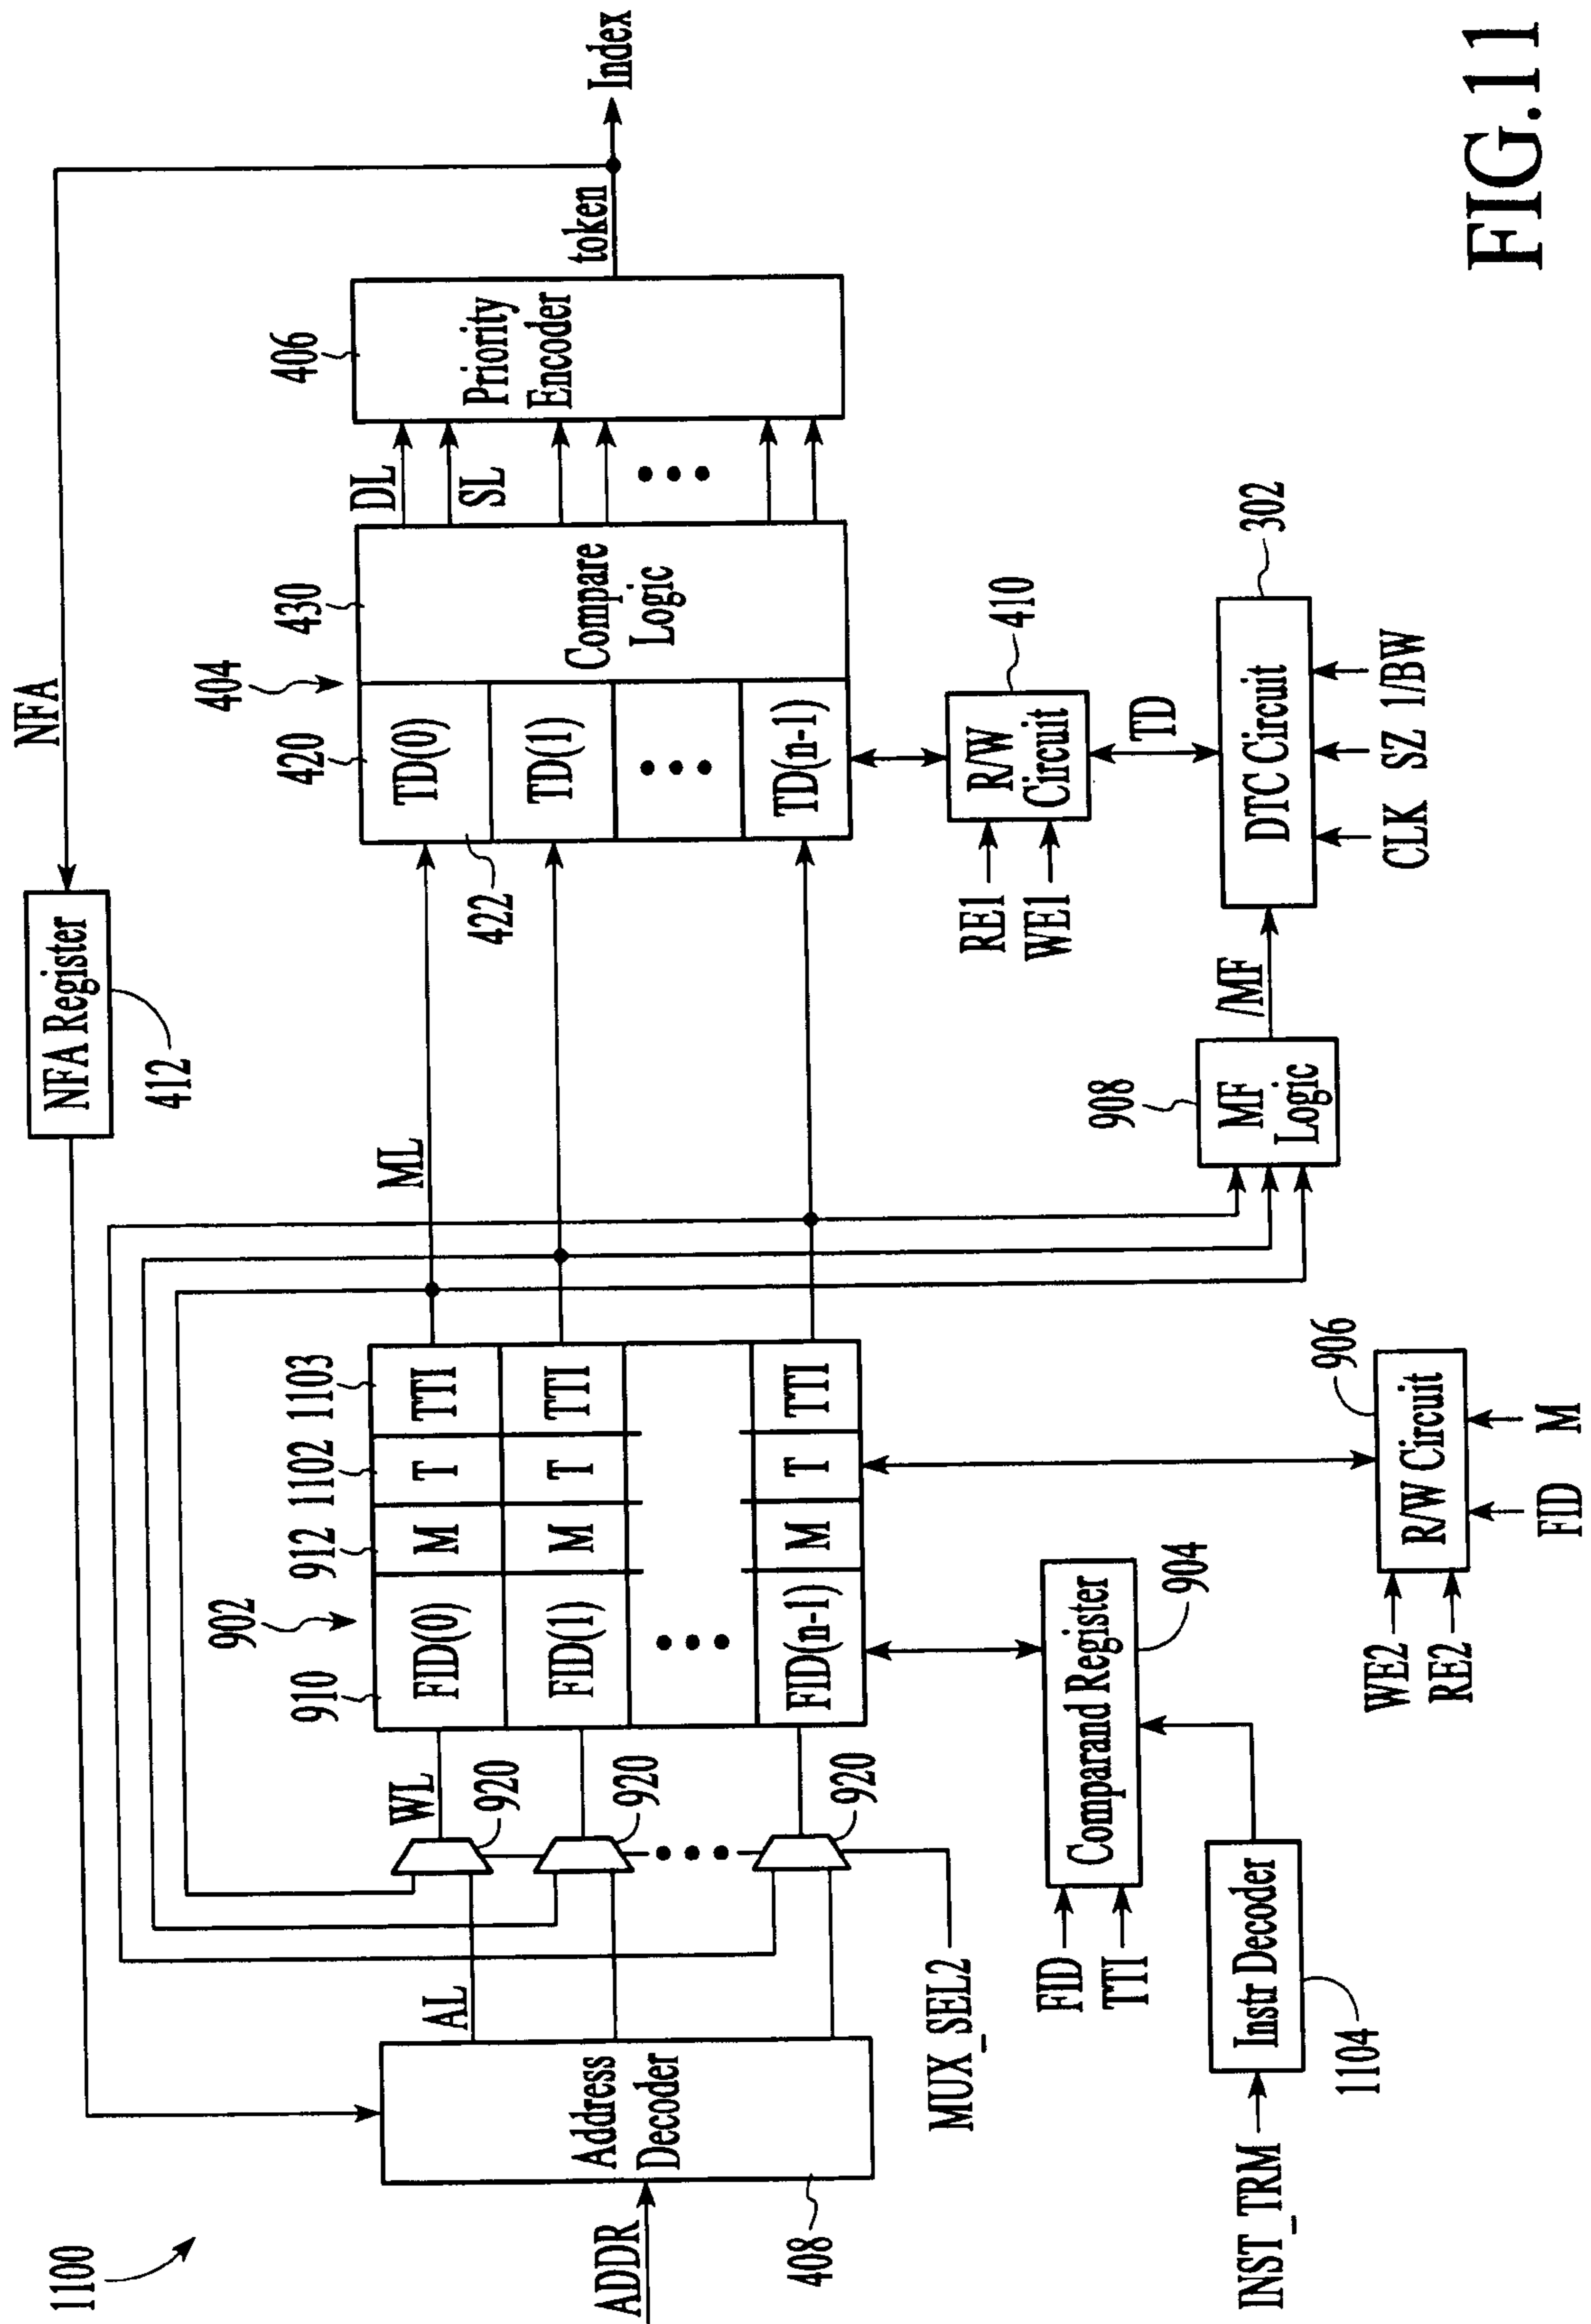 1100
NFA
NFA Register
412
Index
token
406
Priority
Encoder
DL
SL
404
430
420
Compare
Logic
TD(0)
TD(1)
TD(n-1)
422
ML
902
910
912
1102
1103
FID(0)
M
T
TTI
FID(1)
M
T
TTI
FID(n-1)
M
T
TTI
WL
920
920
920
AL
Address
Decoder
408
ADDR
MUX_SEL2
410
R/W
Circuit
RE1
WE1
TD
302
DTC Circuit
CLK
SZ
1/BW
/MF
908
MF
Logic
906
R/W Circuit
WE2
RE2
FID
M
904
Comparand Register
FID
TTI
Instr Decoder
1104
INST_TRM
FIG.11